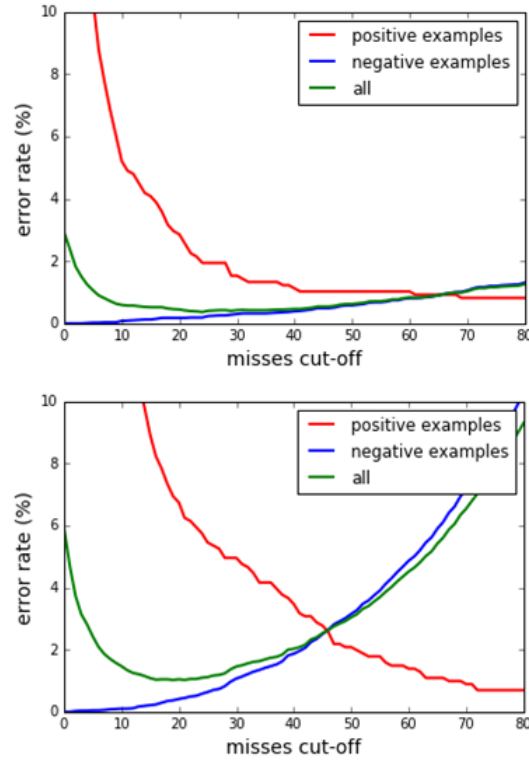 10
8
6
4
2
0
error rate (%)
positive examples
negative examples
all
0 10 20 30 40 50 60 70 80
misses cut-off
10
8
6
4
2
0
error rate (%)
positive examples
negative examples
all
0 10 20 30 40 50 60 70 80
misses cut-off